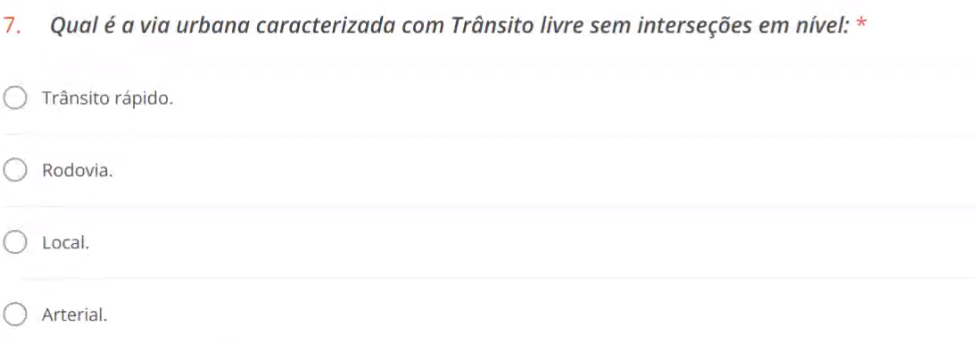 7. Qual é a via urbana caracterizada com Trânsito livre sem interseções em nível: *
Trânsito rápido.
Rodovia.
Local.
Arterial.